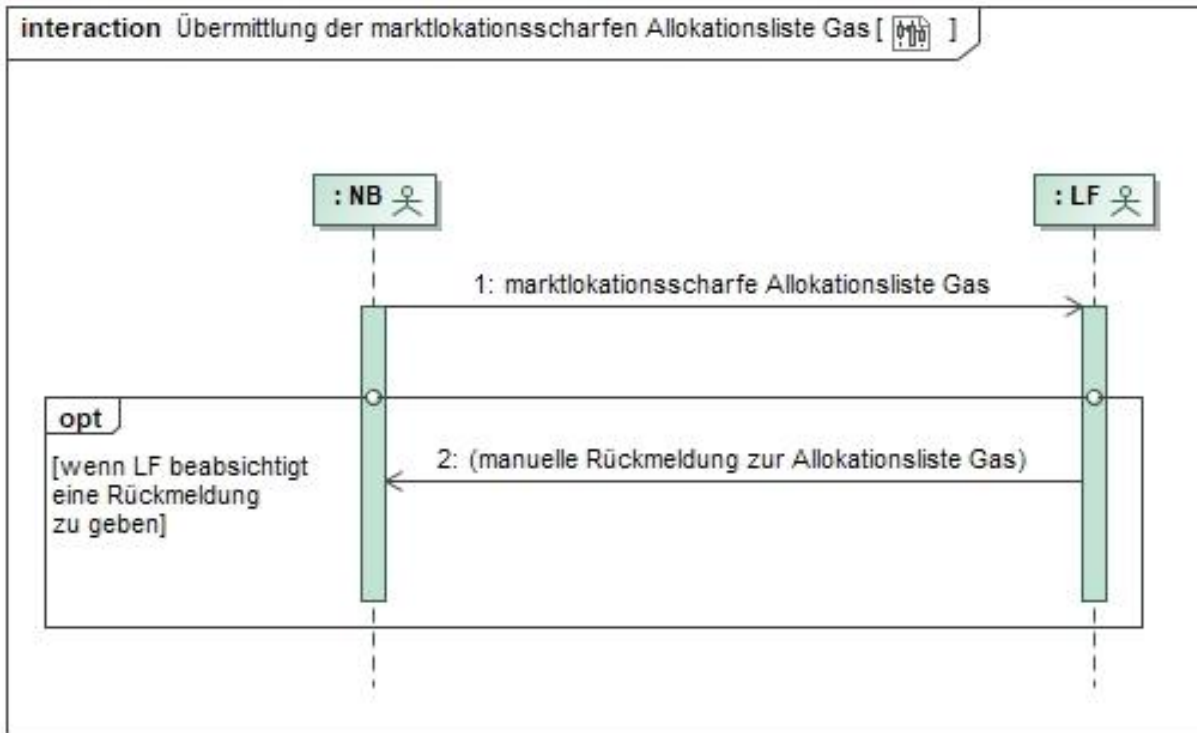 interaction Übermittlung der marktlokationsscharfen Allokationsliste Gas [ ]
: NB
: LF
1: marktlokationsscharfe Allokationsliste Gas
opt
[wenn LF beabsichtigt
eine Rückmeldung
zu geben]
2: (manuelle Rückmeldung zur Allokationsliste Gas)